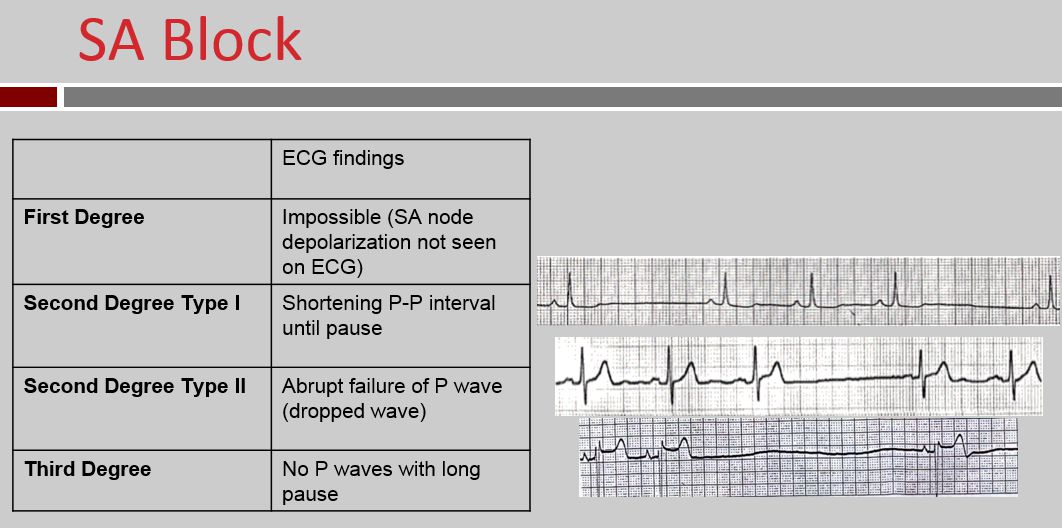 SA Block
ECG findings
First Degree
Impossible (SA node
depolarization not seen
on ECG)
Second Degree Type I
Shortening P-P interval
until pause
Second Degree Type II
Abrupt failure of P wave
(dropped wave)
Third Degree
No P waves with long
pause